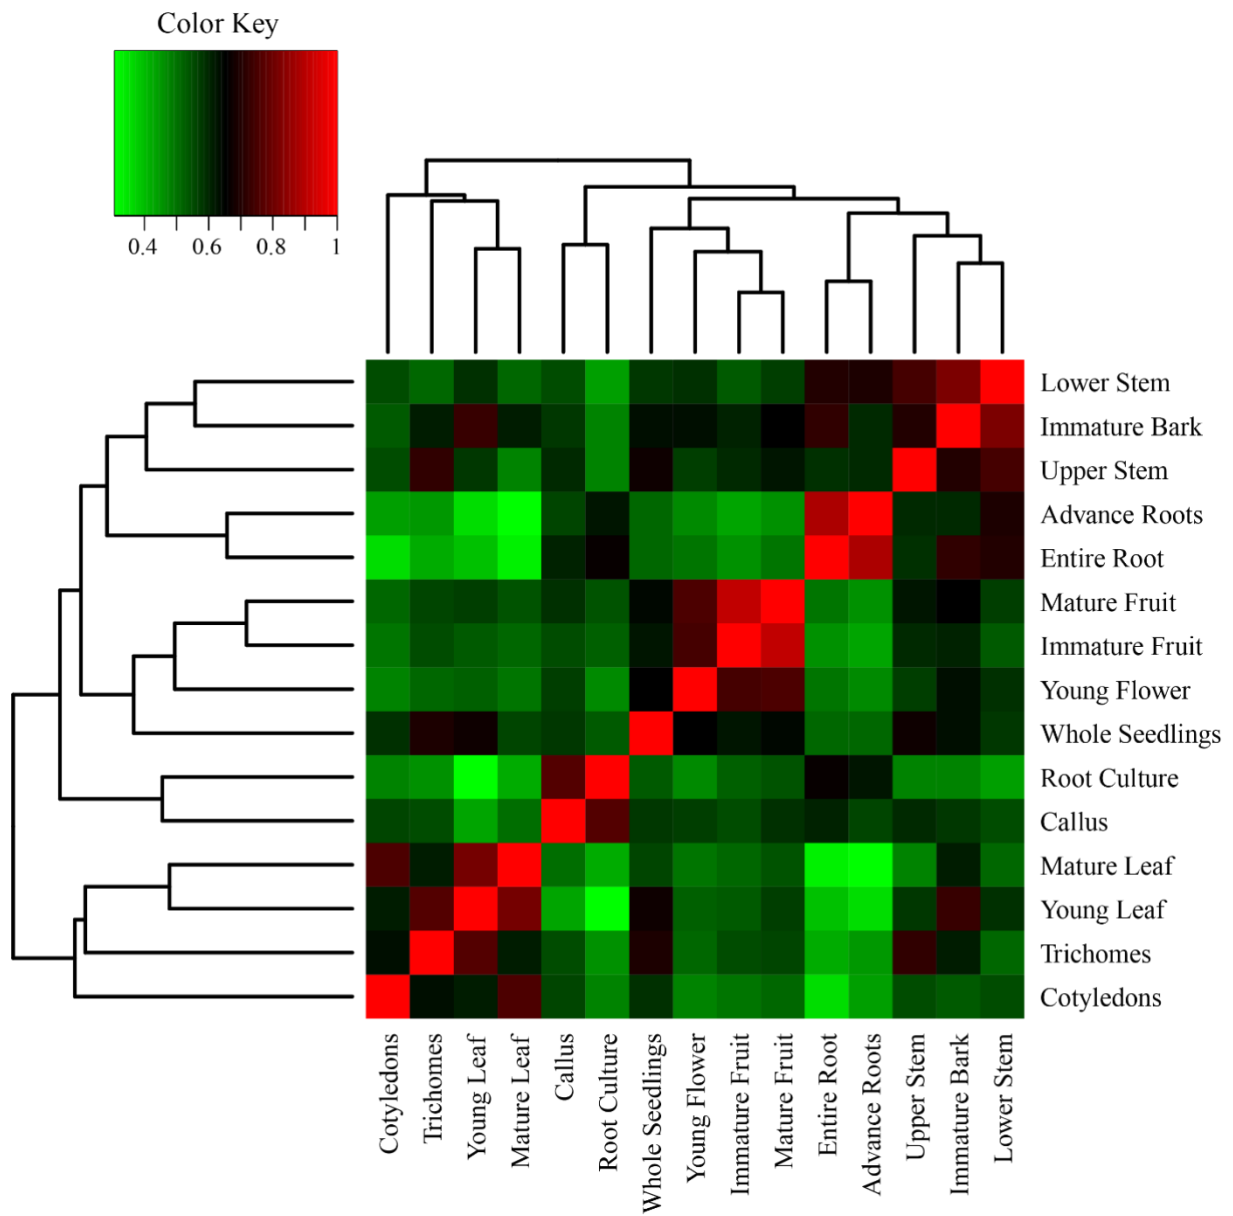 Color Key
0.4 0.6 0.8 1
Lower Stem
Immature Bark
Upper Stem
Advance Roots
Entire Root
Mature Fruit
Immature Fruit
Young Flower
Whole Seedlings
Root Culture
Callus
Mature Leaf
Young Leaf
Trichomes
Cotyledons
Cotyledons
Trichomes
Young Leaf
Mature Leaf
Callus
Root Culture
Whole Seedlings
Young Flower
Immature Fruit
Mature Fruit
Entire Root
Advance Roots
Upper Stem
Immature Bark
Lower Stem